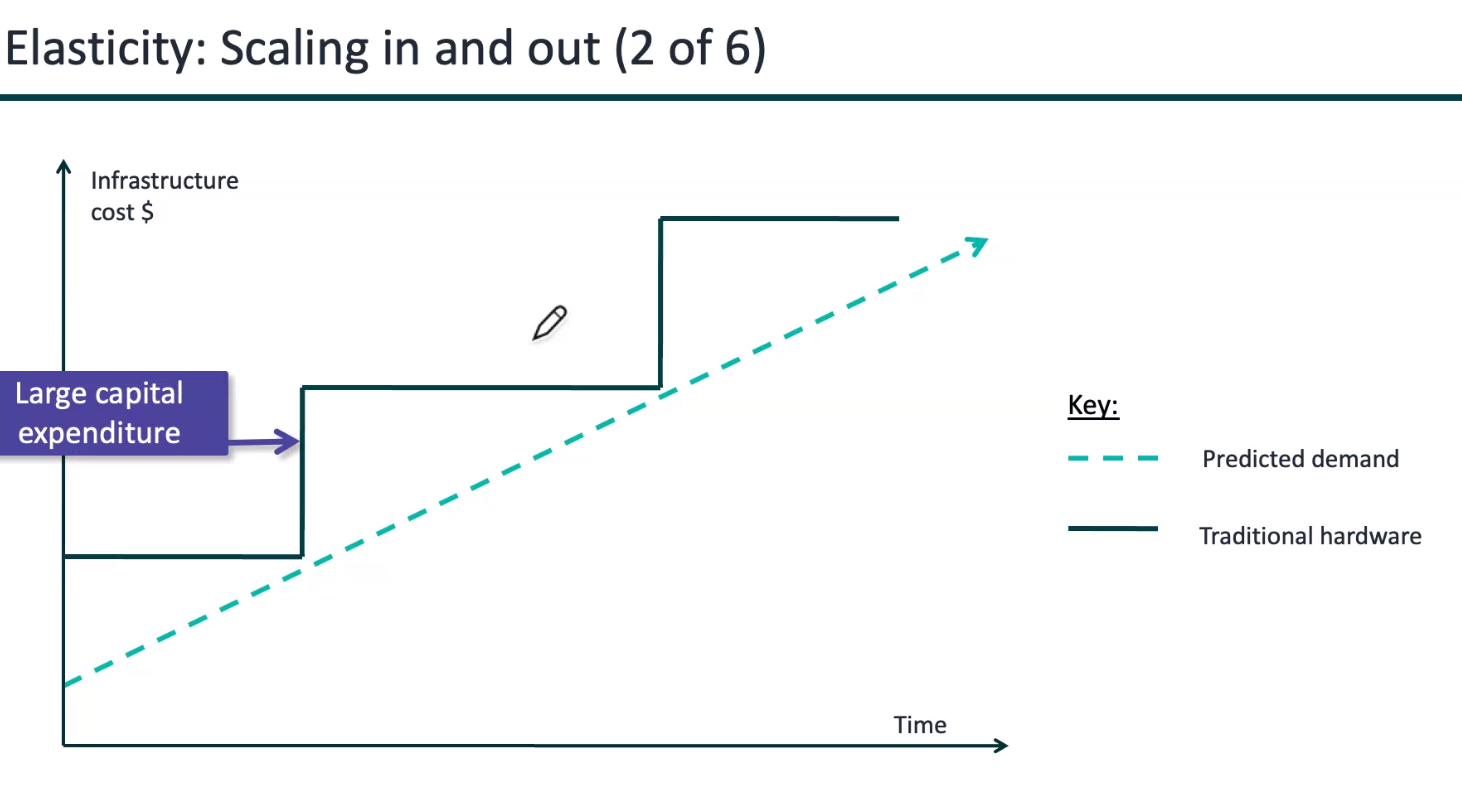 Elasticity: Scaling in and out (2 of 6)
Infrastructure
cost $
Large capital
expenditure
Key:
Predicted demand
Traditional hardware
Time